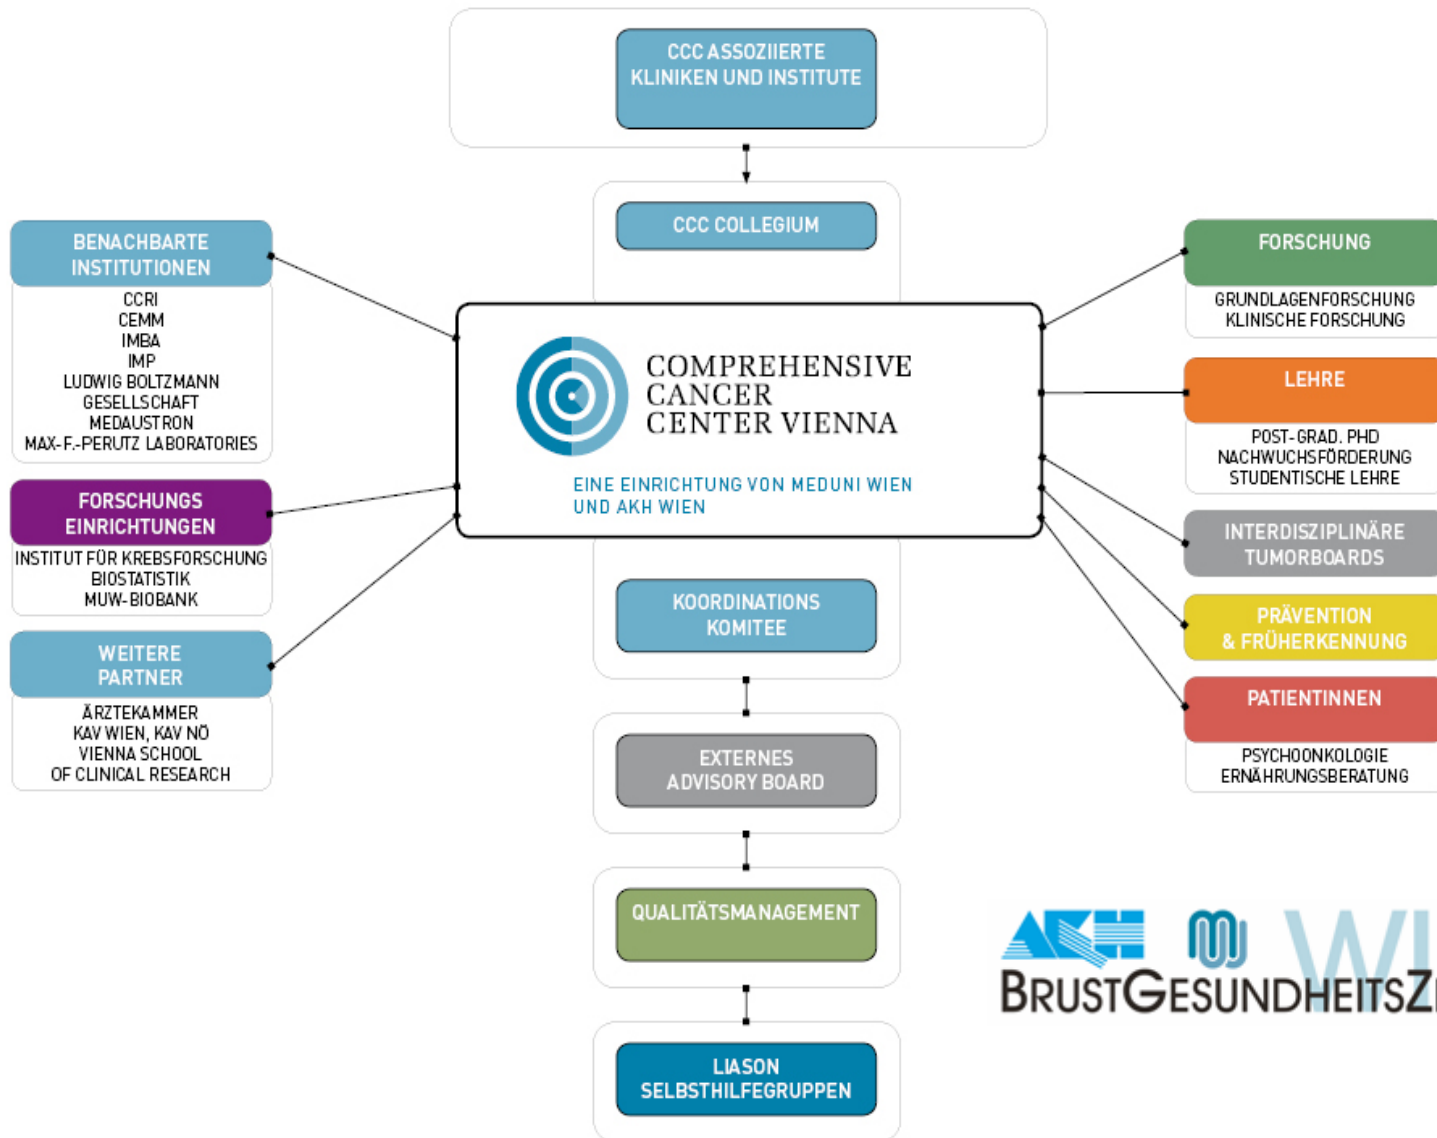 CCC ASSOZIIERTE
KLINIKEN UND INSTITUTE
CCC COLLEGIUM
BENACHBARTE
INSTITUTIONEN
CCRI
CEMM
IMBA
IMP
LUDWIG BOLTZMANN
GESELLSCHAFT
MEDAUSTRON
MAX-F.-PERUTZ LABORATORIES
FORSCHUNGS
EINRICHTUNGEN
INSTITUT FÜR KREBSFORSCHUNG
BIOSTATISTIK
MUW-BIOBANK
WEITERE
PARTNER
ÄRZTEKAMMER
KAV WIEN, KAV NÖ
VIENNA SCHOOL
OF CLINICAL RESEARCH
COMPREHENSIVE
CANCER
CENTER VIENNA
EINE EINRICHTUNG VON MEDUNI WIEN
UND AKH WIEN
KOORDINATIONS
KOMITEE
EXTERNES
ADVISORY BOARD
QUALITÄTSMANAGEMENT
LIASON
SELBSTHILFEGRUPPEN
FORSCHUNG
GRUNDLAGENFORSCHUNG
KLINISCHE FORSCHUNG
LEHRE
POST-GRAD. PHD
NACHWUCHSFÖRDERUNG
STUDENTISCHE LEHRE
INTERDISZIPLINÄRE
TUMORBOARDS
PRÄVENTION
& FRÜHERKENNUNG
PATIENTINNEN
PSYCHOONKOLOGIE
ERNÄHRUNGSBERATUNG
AKH
WI